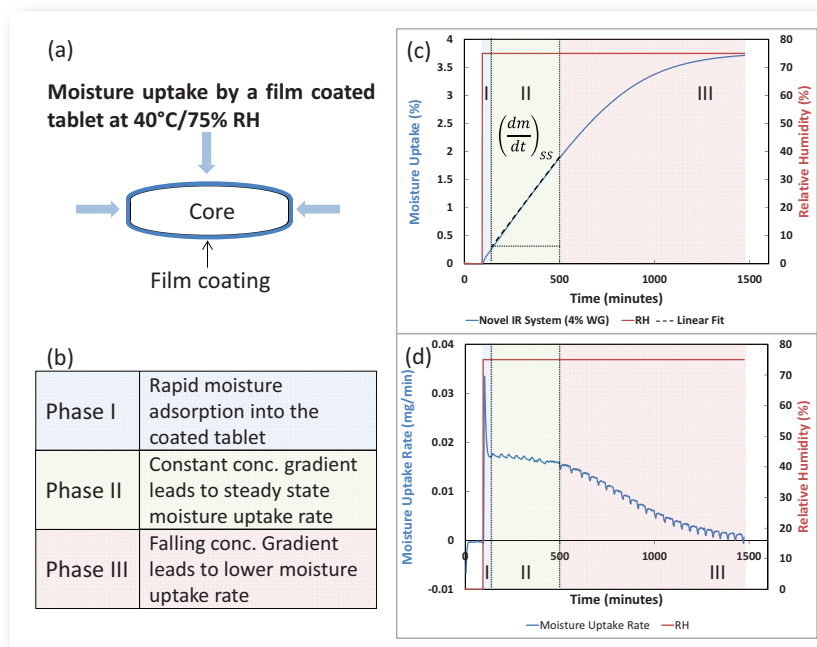 (a)
Moisture uptake by a film coated
tablet at 40°C/75% RH
Core
Film coating
(b)
Phase I
Rapid moisture
adsorption into the
coated tablet
Phase II
Constant conc. gradient
leads to steady state
moisture uptake rate
Phase III
Falling conc. Gradient
leads to lower moisture
uptake rate
(c)
Moisture Uptake (%)
4
3.5
3
2.5
2
1.5
1
0.5
0
I
II
III
(dm/dt)SS
80
70
60
50
40
30
20
10
0
Relative Humidity (%)
0
500
1000
1500
Time (minutes)
Novel IR System (4% WG)
RH
Linear Fit
(d)
Moisture Uptake Rate (mg/min)
0.04
0.03
0.02
0.01
0
-0.01
I
II
III
80
70
60
50
40
30
20
10
0
Relative Humidity (%)
0
500
1000
1500
Time (minutes)
Moisture Uptake Rate
RH